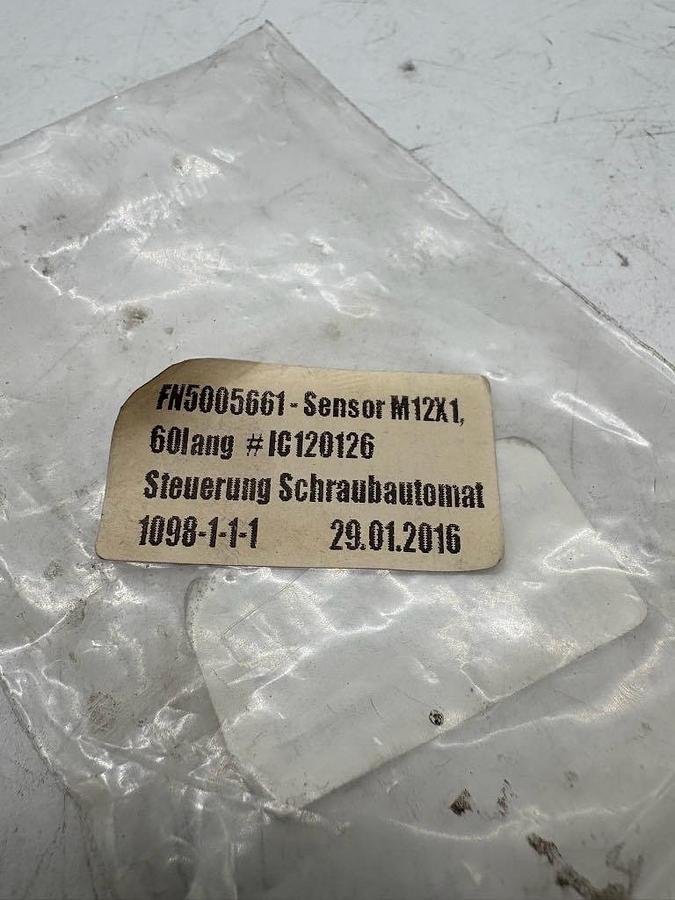 FN5005661 - Sensor M12X1,
60lang # IC120126
Steuerung Schraubautomat
1098-1-1-1 29.01.2016